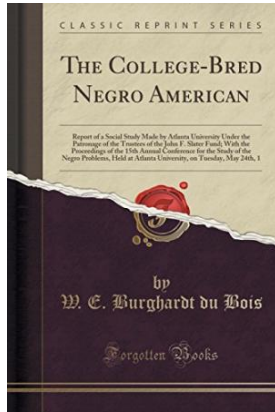 CLASSIC REPRINT SERIES
THE COLLEGE-BRED
NEGRO AMERICAN
Report of a Social Study Made by Atlanta University Under the
Patronage of the Trustees of the John F. Slater Fund; With the
Proceedings of the 15th Annual Conference for the Study of the
Negro Problems, Held at Atlanta University, on Tuesday, May 24th, 1
by
W. E. Burghardt du Bois
Forgotten Books